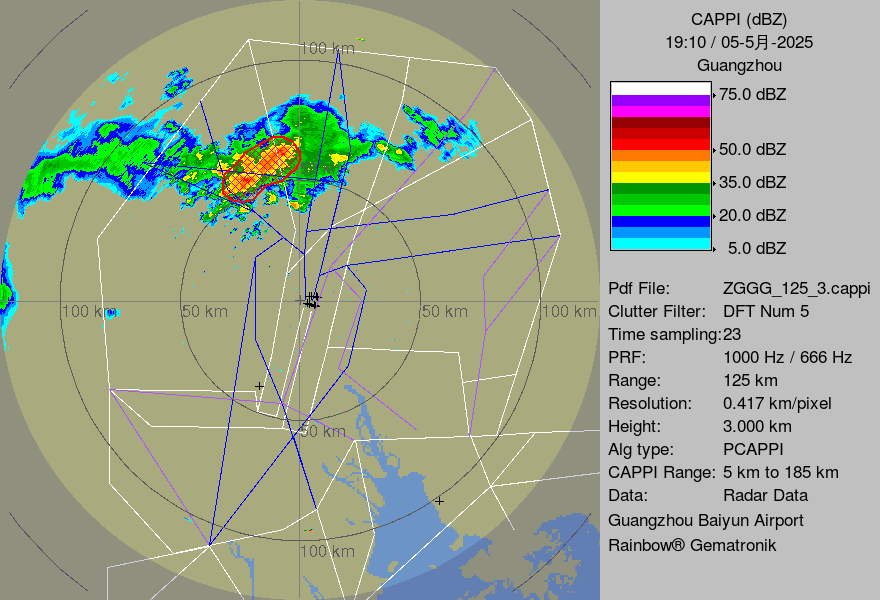 CAPPI (dBZ)
19:10 / 05-5月-2025
Guangzhou
75.0 dBZ
50.0 dBZ
35.0 dBZ
20.0 dBZ
5.0 dBZ
Pdf File: ZGGG_125_3.cappi
Clutter Filter: DFT Num 5
Time sampling:23
PRF: 1000 Hz / 666 Hz
Range: 125 km
Resolution: 0.417 km/pixel
Height: 3.000 km
Alg type: PCAPPI
CAPPI Range: 5 km to 185 km
Data: Radar Data
Guangzhou Baiyun Airport
Rainbow® Gematronik
100 km
100 km
50 km
50 km
100 km
50 km
100 km